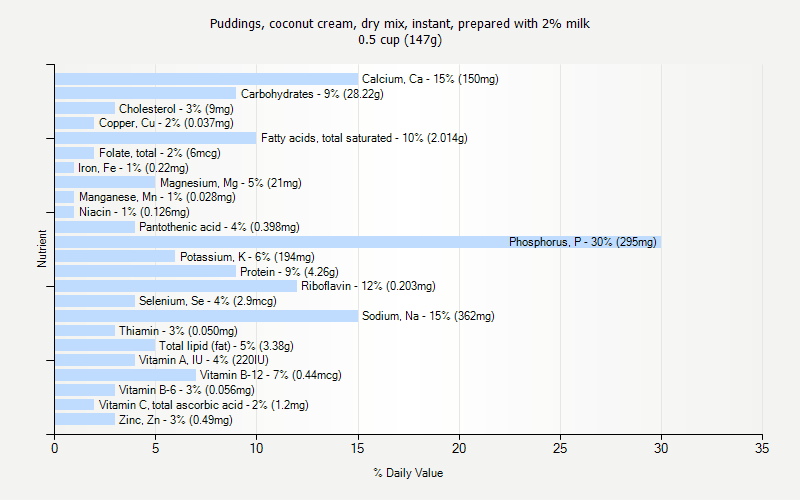 Puddings, coconut cream, dry mix, instant, prepared with 2% milk
0.5 cup (147g)
Calcium, Ca - 15% (150mg)
Carbohydrates - 9% (28.22g)
Cholesterol - 3% (9mg)
Copper, Cu - 2% (0.037mg)
Fatty acids, total saturated - 10% (2.014g)
Folate, total - 2% (6mcg)
Iron, Fe - 1% (0.22mg)
Magnesium, Mg - 5% (21mg)
Manganese, Mn - 1% (0.028mg)
Niacin - 1% (0.126mg)
Pantothenic acid - 4% (0.398mg)
Phosphorus, P - 30% (295mg)
Potassium, K - 6% (194mg)
Protein - 9% (4.26g)
Riboflavin - 12% (0.203mg)
Selenium, Se - 4% (2.9mcg)
Sodium, Na - 15% (362mg)
Thiamin - 3% (0.050mg)
Total lipid (fat) - 5% (3.38g)
Vitamin A, IU - 4% (220IU)
Vitamin B-12 - 7% (0.44mcg)
Vitamin B-6 - 3% (0.056mg)
Vitamin C, total ascorbic acid - 2% (1.2mg)
Zinc, Zn - 3% (0.49mg)
Nutrient
0 5 10 15 20 25 30 35
% Daily Value